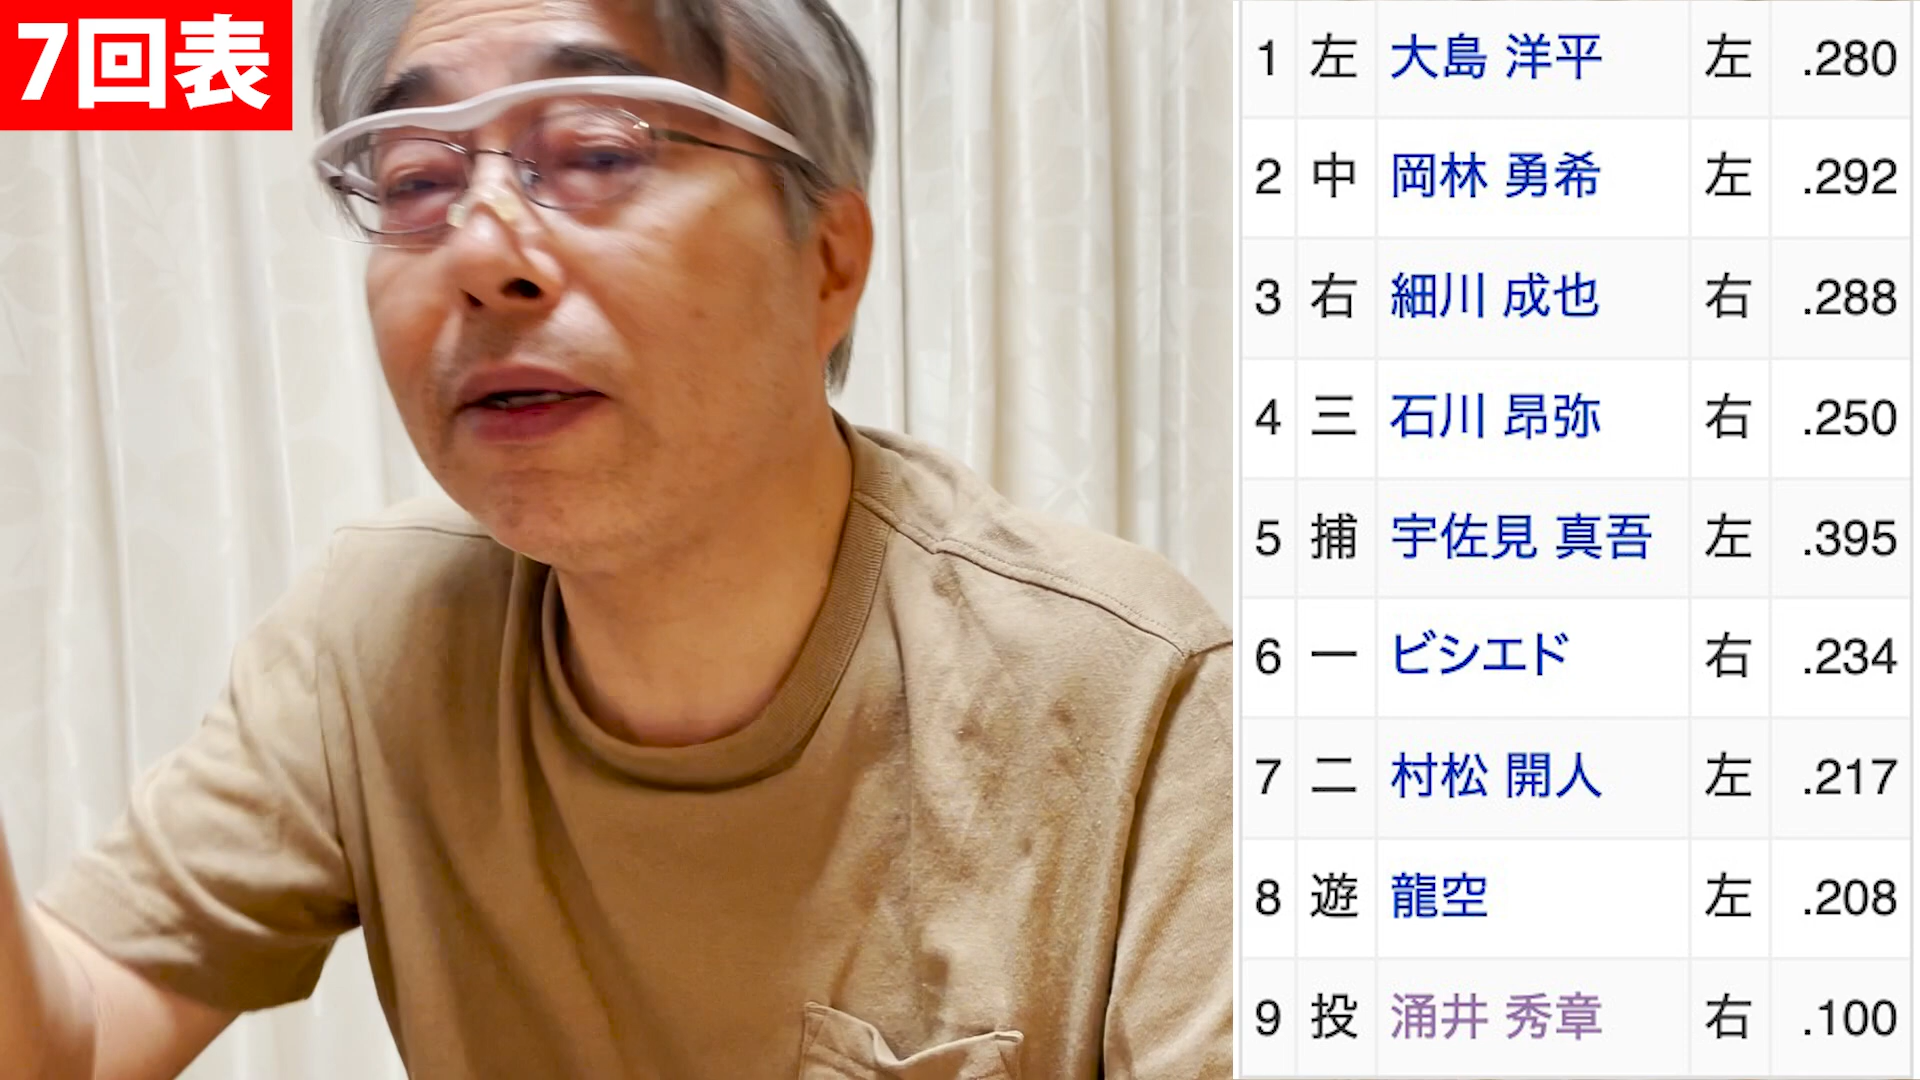 7回表
1 左 大島 洋平 左 .280
2 中 岡林 勇希 左 .292
3 右 細川 成也 右 .288
4 三 石川 昂弥 右 .250
5 捕 宇佐見 真吾 左 .395
6 一 ビシエド 右 .234
7 二 村松 開人 左 .217
8 遊 龍空 左 .208
9 投 涌井 秀章 右 .100